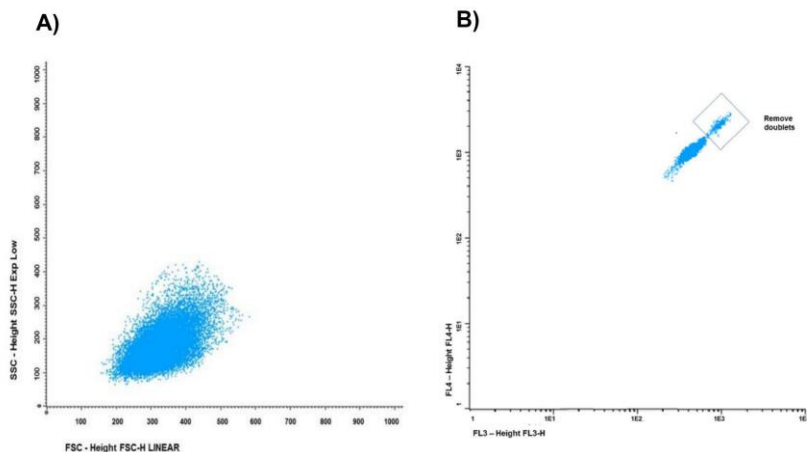 A)
1000
900
800
700
600
500
400
300
200
100
0
SSC - Height SSC-H Exp Low
0
100
200
300
400
500
600
700
800
900
1000
FSC - Height FSC-H LINEAR
B)
1E4
1E3
1E2
1E1
1
FL4 – Height FL4-H
Remove
doublets
1
1E1
1E2
1E3
FL3 – Height FL3-H